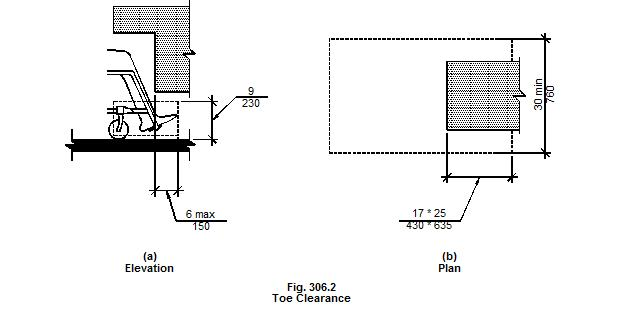 9
230
6 max
150
30 min
760
17 * 25
430 * 635
(a)
Elevation
(b)
Plan
Fig. 306.2
Toe Clearance